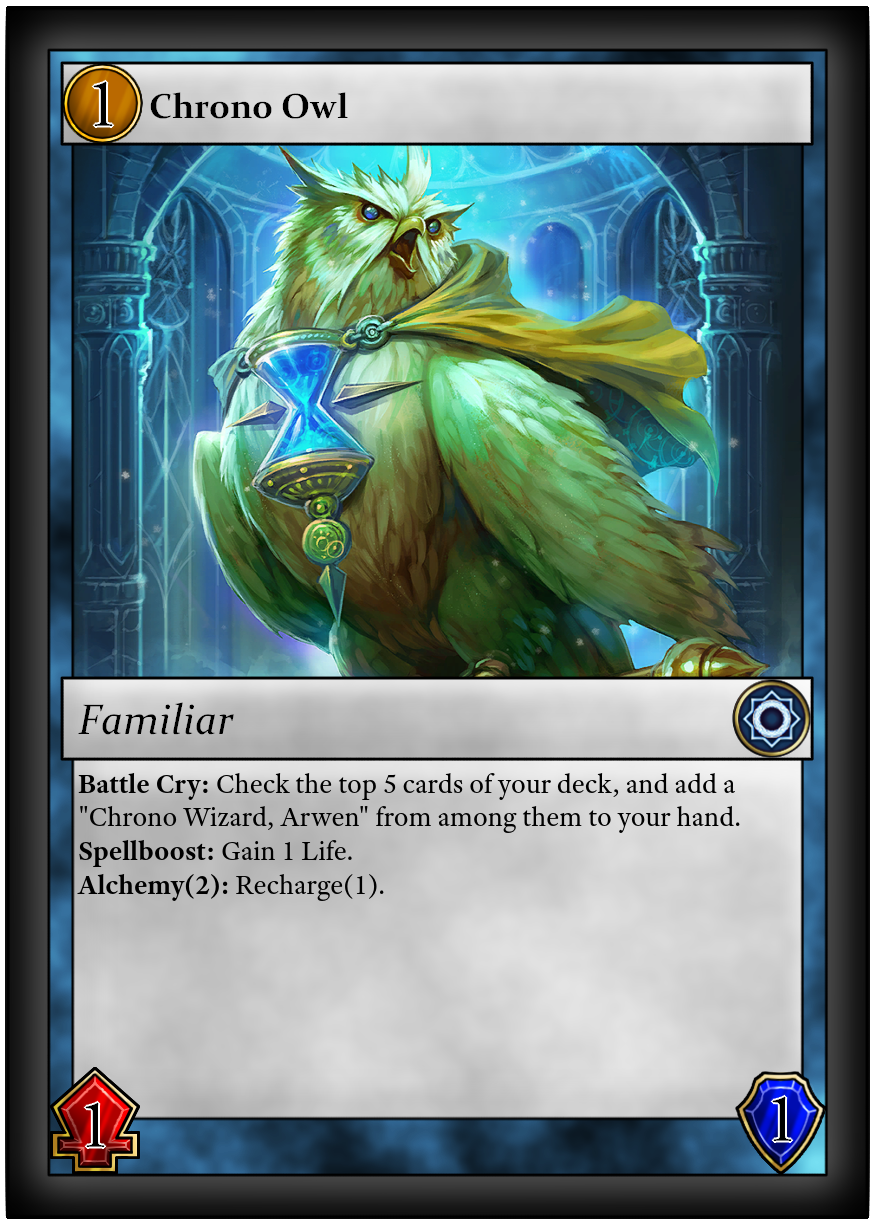 1 Chrono Owl
Familiar
Battle Cry: Check the top 5 cards of your deck, and add a
"Chrono Wizard, Arwen" from among them to your hand.
Spellboost: Gain 1 Life.
Alchemy(2): Recharge(1).
1 1